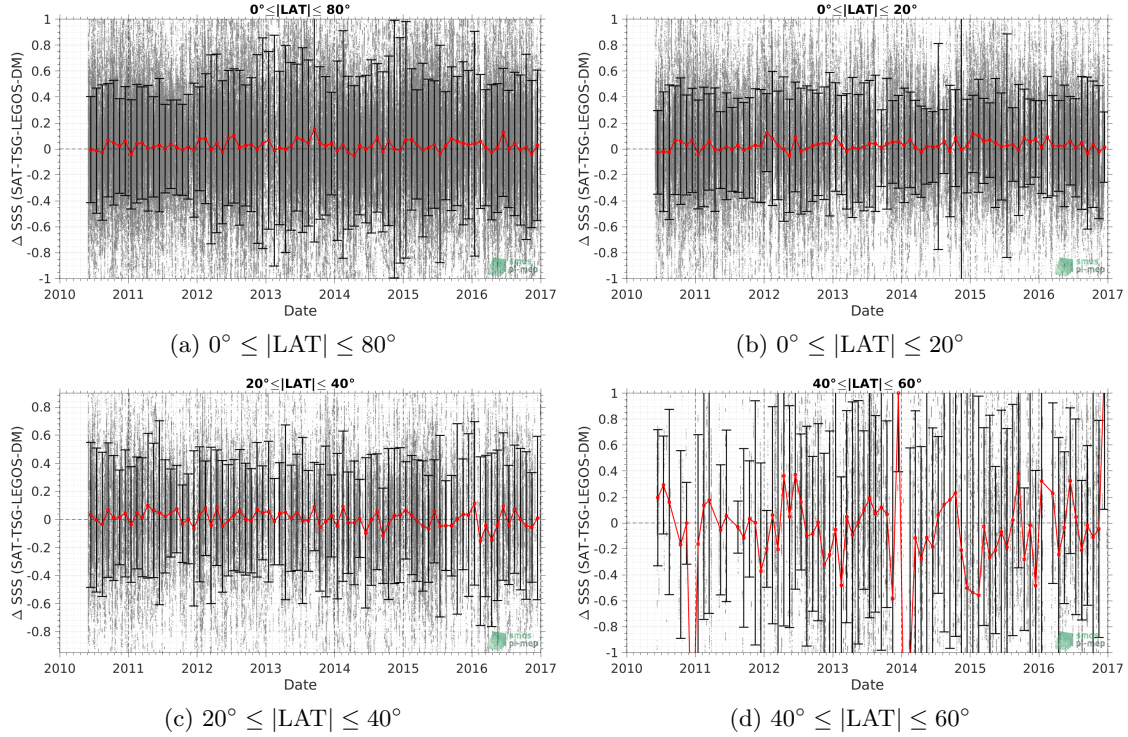 0°≤|LAT|≤ 80°
Δ SSS (SAT-TSG-LEGOS-DM)
1
0.8
0.6
0.4
0.2
0
-0.2
-0.4
-0.6
-0.8
-1
2010 2011 2012 2013 2014 2015 2016 2017
Date
smos
pi-mep
(a) 0° ≤ |LAT| ≤ 80°
0°≤|LAT|≤ 20°
Δ SSS (SAT-TSG-LEGOS-DM)
1
0.8
0.6
0.4
0.2
0
-0.2
-0.4
-0.6
-0.8
-1
2010 2011 2012 2013 2014 2015 2016 2017
Date
smos
pi-mep
(b) 0° ≤ |LAT| ≤ 20°
20°≤|LAT|≤ 40°
Δ SSS (SAT-TSG-LEGOS-DM)
0.8
0.6
0.4
0.2
0
-0.2
-0.4
-0.6
-0.8
2010 2011 2012 2013 2014 2015 2016 2017
Date
smos
pi-mep
(c) 20° ≤ |LAT| ≤ 40°
40°≤|LAT|≤ 60°
Δ SSS (SAT-TSG-LEGOS-DM)
1
0.8
0.6
0.4
0.2
0
-0.2
-0.4
-0.6
-0.8
-1
2010 2011 2012 2013 2014 2015 2016 2017
Date
smos
pi-mep
(d) 40° ≤ |LAT| ≤ 60°